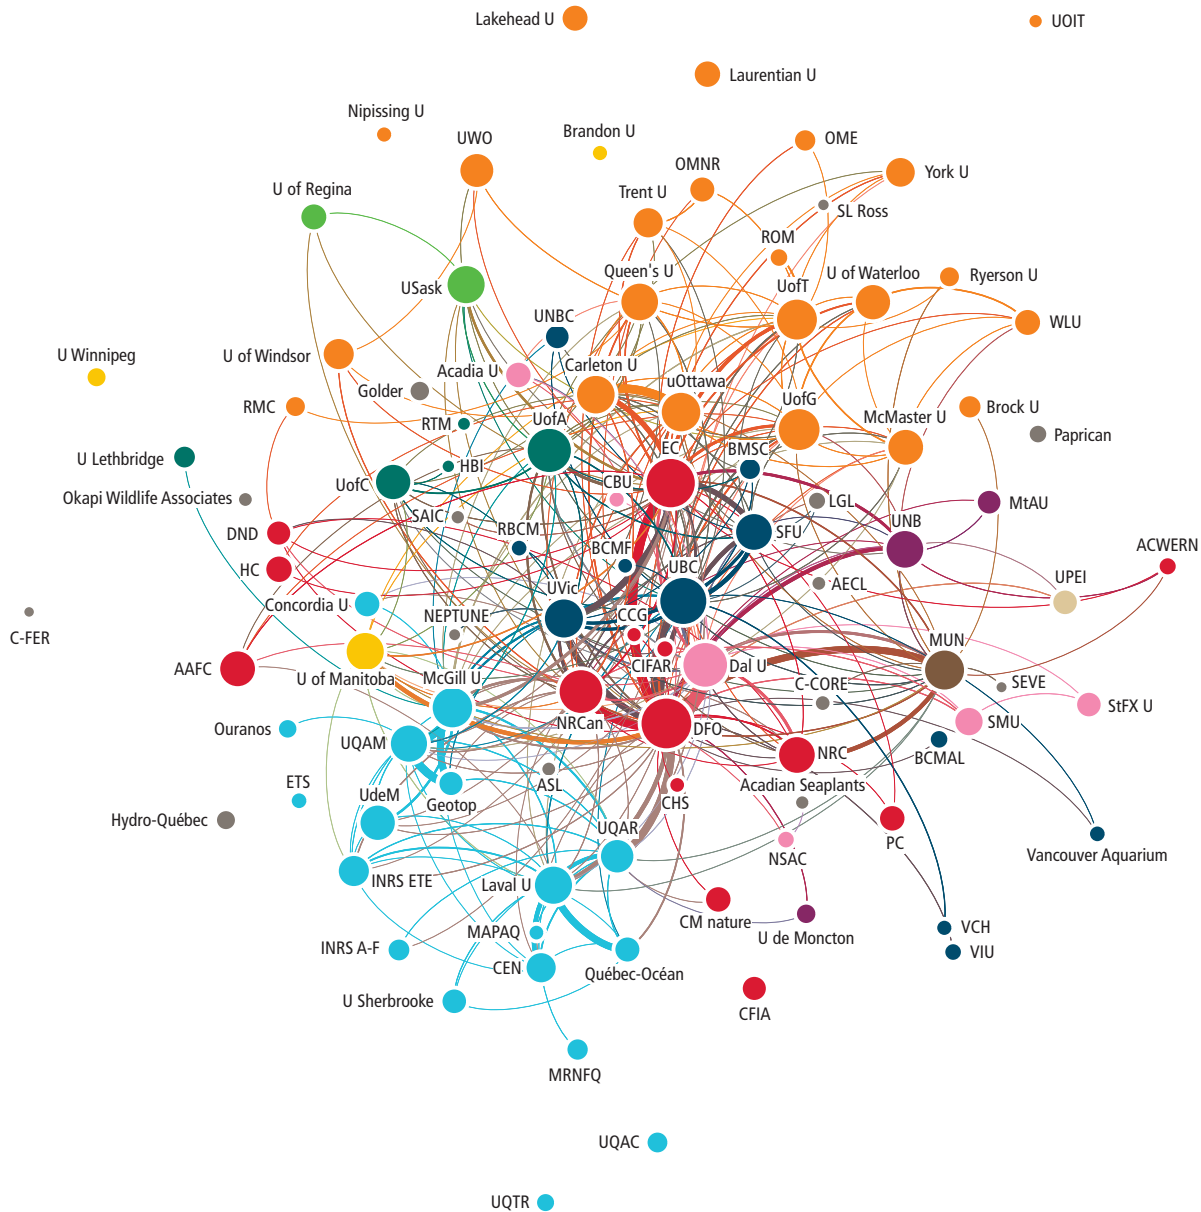 Lakehead U
UOIT
Laurentian U
Nipissing U
Brandon U
UWO
OME
OMNR
York U
U of Regina
Trent U
SL Ross
ROM
Queen's U
UofT
U of Waterloo
Ryerson U
USask
UNBC
WLU
U Winnipeg
U of Windsor
Acadia U
Carleton U
uOttawa
Golder
RMC
UofG
McMaster U
Brock U
RTM
UofA
Paprican
U Lethbridge
HBI
EC
BMSC
UofC
CBU
LGL
MtAU
Okapi Wildlife Associates
SAIC
RBCM
SFU
UNB
DND
BCMF
ACWERN
HC
UVic
UBC
AECL
UPEI
Concordia U
NEPTUNE
CCG
C-FER
MUN
AAFC
U of Manitoba
McGill U
CIFAR
Dal U
C-CORE
SEVE
StFX U
NRCan
DFO
SMU
Ouranos
UQAM
NRC
BCMAL
ETS
UdeM
Geotop
ASL
CHS
Acadian Seaplants
Hydro-Québec
UQAR
NSAC
PC
Vancouver Aquarium
INRS ETE
Laval U
CM nature
MAPAQ
U de Moncton
VCH
INRS A-F
CEN
Québec-Océan
VIU
U Sherbrooke
CFIA
MRNFQ
UQAC
UQTR